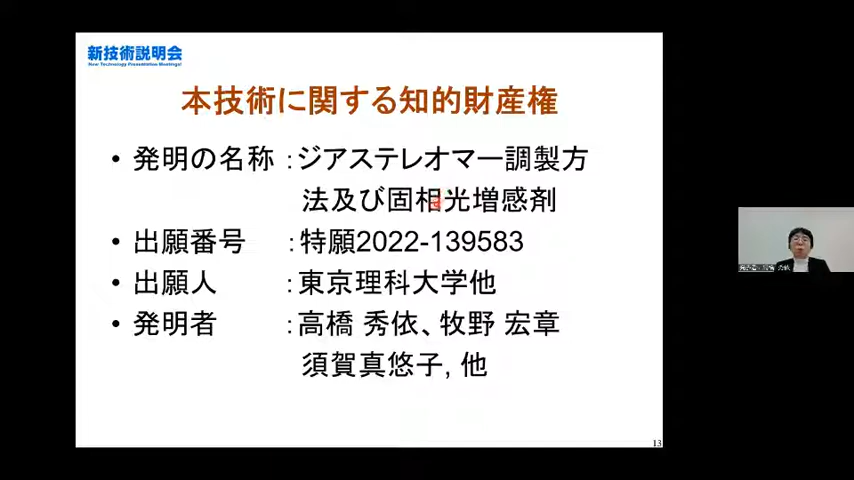 新技術説明会
New Technology Presentation Meetings!
本技術に関する知的財産権
• 発明の名称 :ジアステレオマー調製方
法及び固相光増感剤
• 出願番号 :特願2022-139583
• 出願人 :東京理科大学他
• 発明者 :高橋 秀依、牧野 宏章
須賀真悠子, 他
13